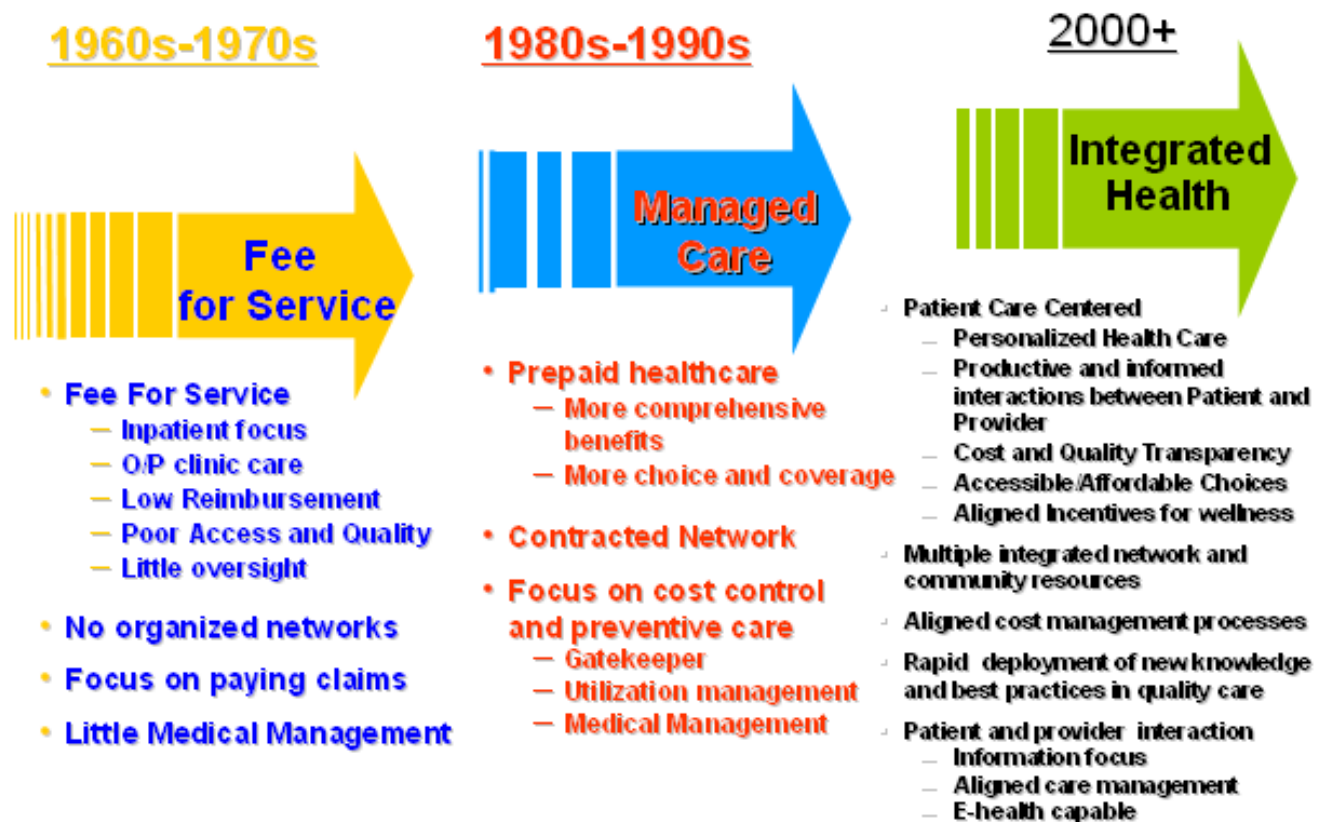 1960s-1970s
Fee
for Service
• Fee For Service
— Inpatient focus
— O/P clinic care
— Low Reimbursement
— Poor Access and Quality
— Little oversight
• No organized networks
• Focus on paying claims
• Little Medical Management
1980s-1990s
Managed
Care
• Prepaid healthcare
— More comprehensive
benefits
— More choice and coverage
• Contracted Network
• Focus on cost control
and preventive care
— Gatekeeper
— Utilization management
— Medical Management
2000+
Integrated
Health
Patient Care Centered
— Personalized Health Care
— Productive and informed
interactions between Patient and
Provider
— Cost and Quality Transparency
— Accessible/Affordable Choices
— Aligned Incentives for wellness
Multiple integrated network and
community resources
Aligned cost management processes
Rapid deployment of new knowledge
and best practices in quality care
Patient and provider interaction
— Information focus
— Aligned care management
— E-health capable